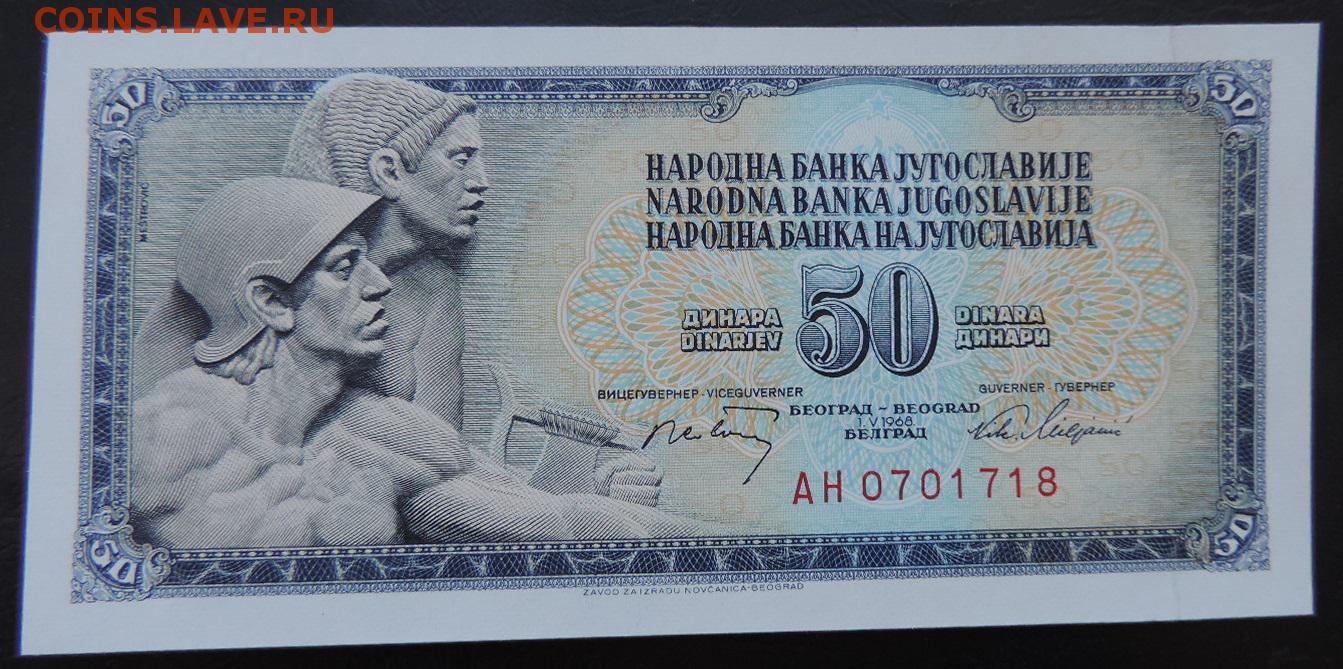 COINS.LAVE.RU
50
50
MEŠTROVIĆ
НАРОДНА БАНКА ЈУГОСЛАВИЈЕ
NARODNA BANKA JUGOSLAVIJE
НАРОДНА БАНКА НА ЈУГОСЛАВИЈА
50
ДИНАРА
DINARJEV
DINARA
ДИНАРИ
ВИЦЕГУВЕРНЕР - VICEGUVERNER
GUVERNER - ГУВЕРНЕР
БЕОГРАД - BEOGRAD
1. V 1968
БЕЛГРАД
АН 0701718
50
50
ZAVOD ZA IZRADU NOVČANICA-BEOGRAD